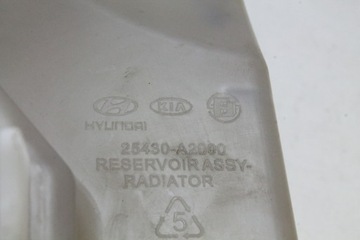 KIA
HYUNDAI
25430-A2000
RESERVOIR ASSY-
RADIATOR
5